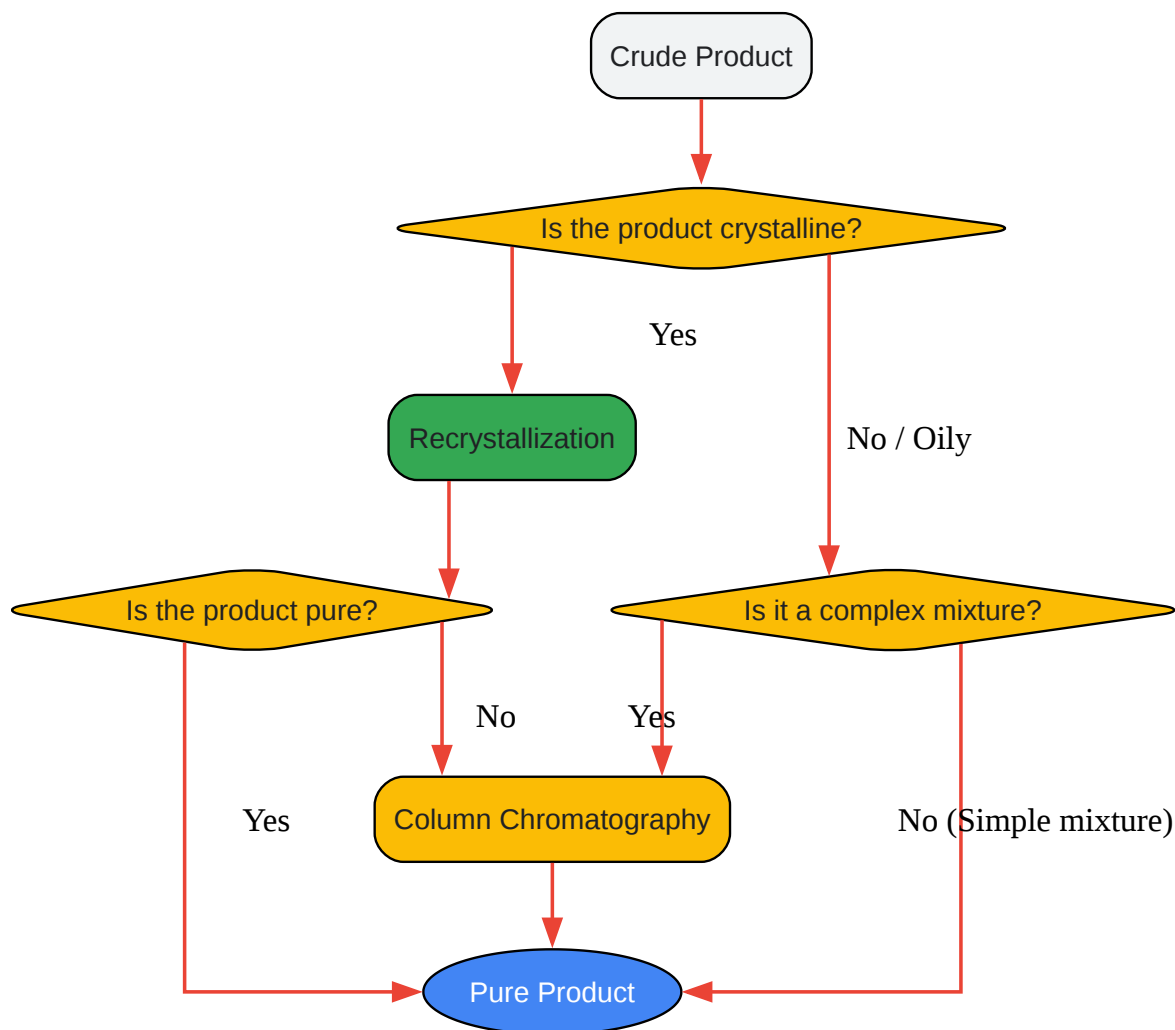 Crude Product
Is the product crystalline?
Yes
Recrystallization
No / Oily
Is the product pure?
Is it a complex mixture?
No
Yes
Yes
Column Chromatography
No (Simple mixture)
Pure Product